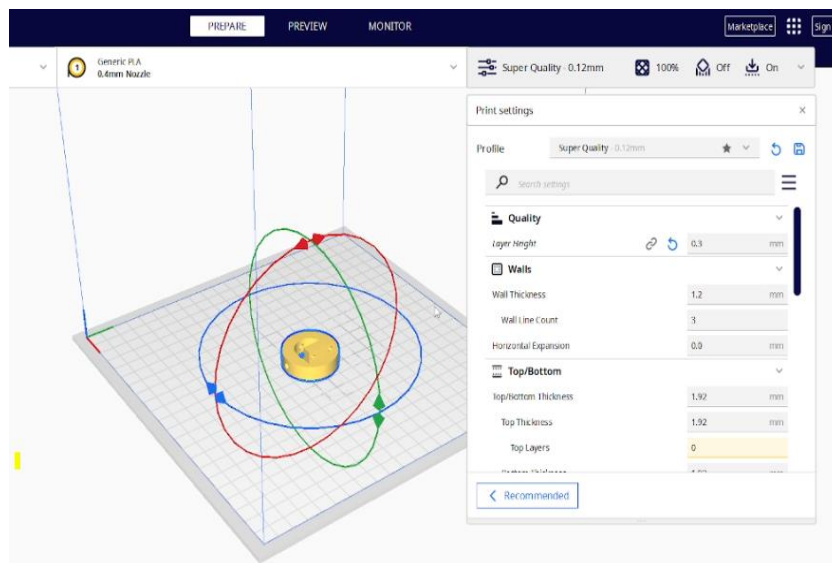 PREPARE PREVIEW MONITOR Marketplace Sign
1 Generic PLA
0.4mm Nozzle
Super Quality - 0.12mm 100% Off On
Print settings ×
Profile Super Quality - 0.12mm
Search settings
Quality
Layer Height 0.3 mm
Walls
Wall Thickness 1.2 mm
Wall Line Count 3
Horizontal Expansion 0.0 mm
Top/Bottom
Top/Bottom Thickness 1.92 mm
Top Thickness 1.92 mm
Top Layers 0
Recommended